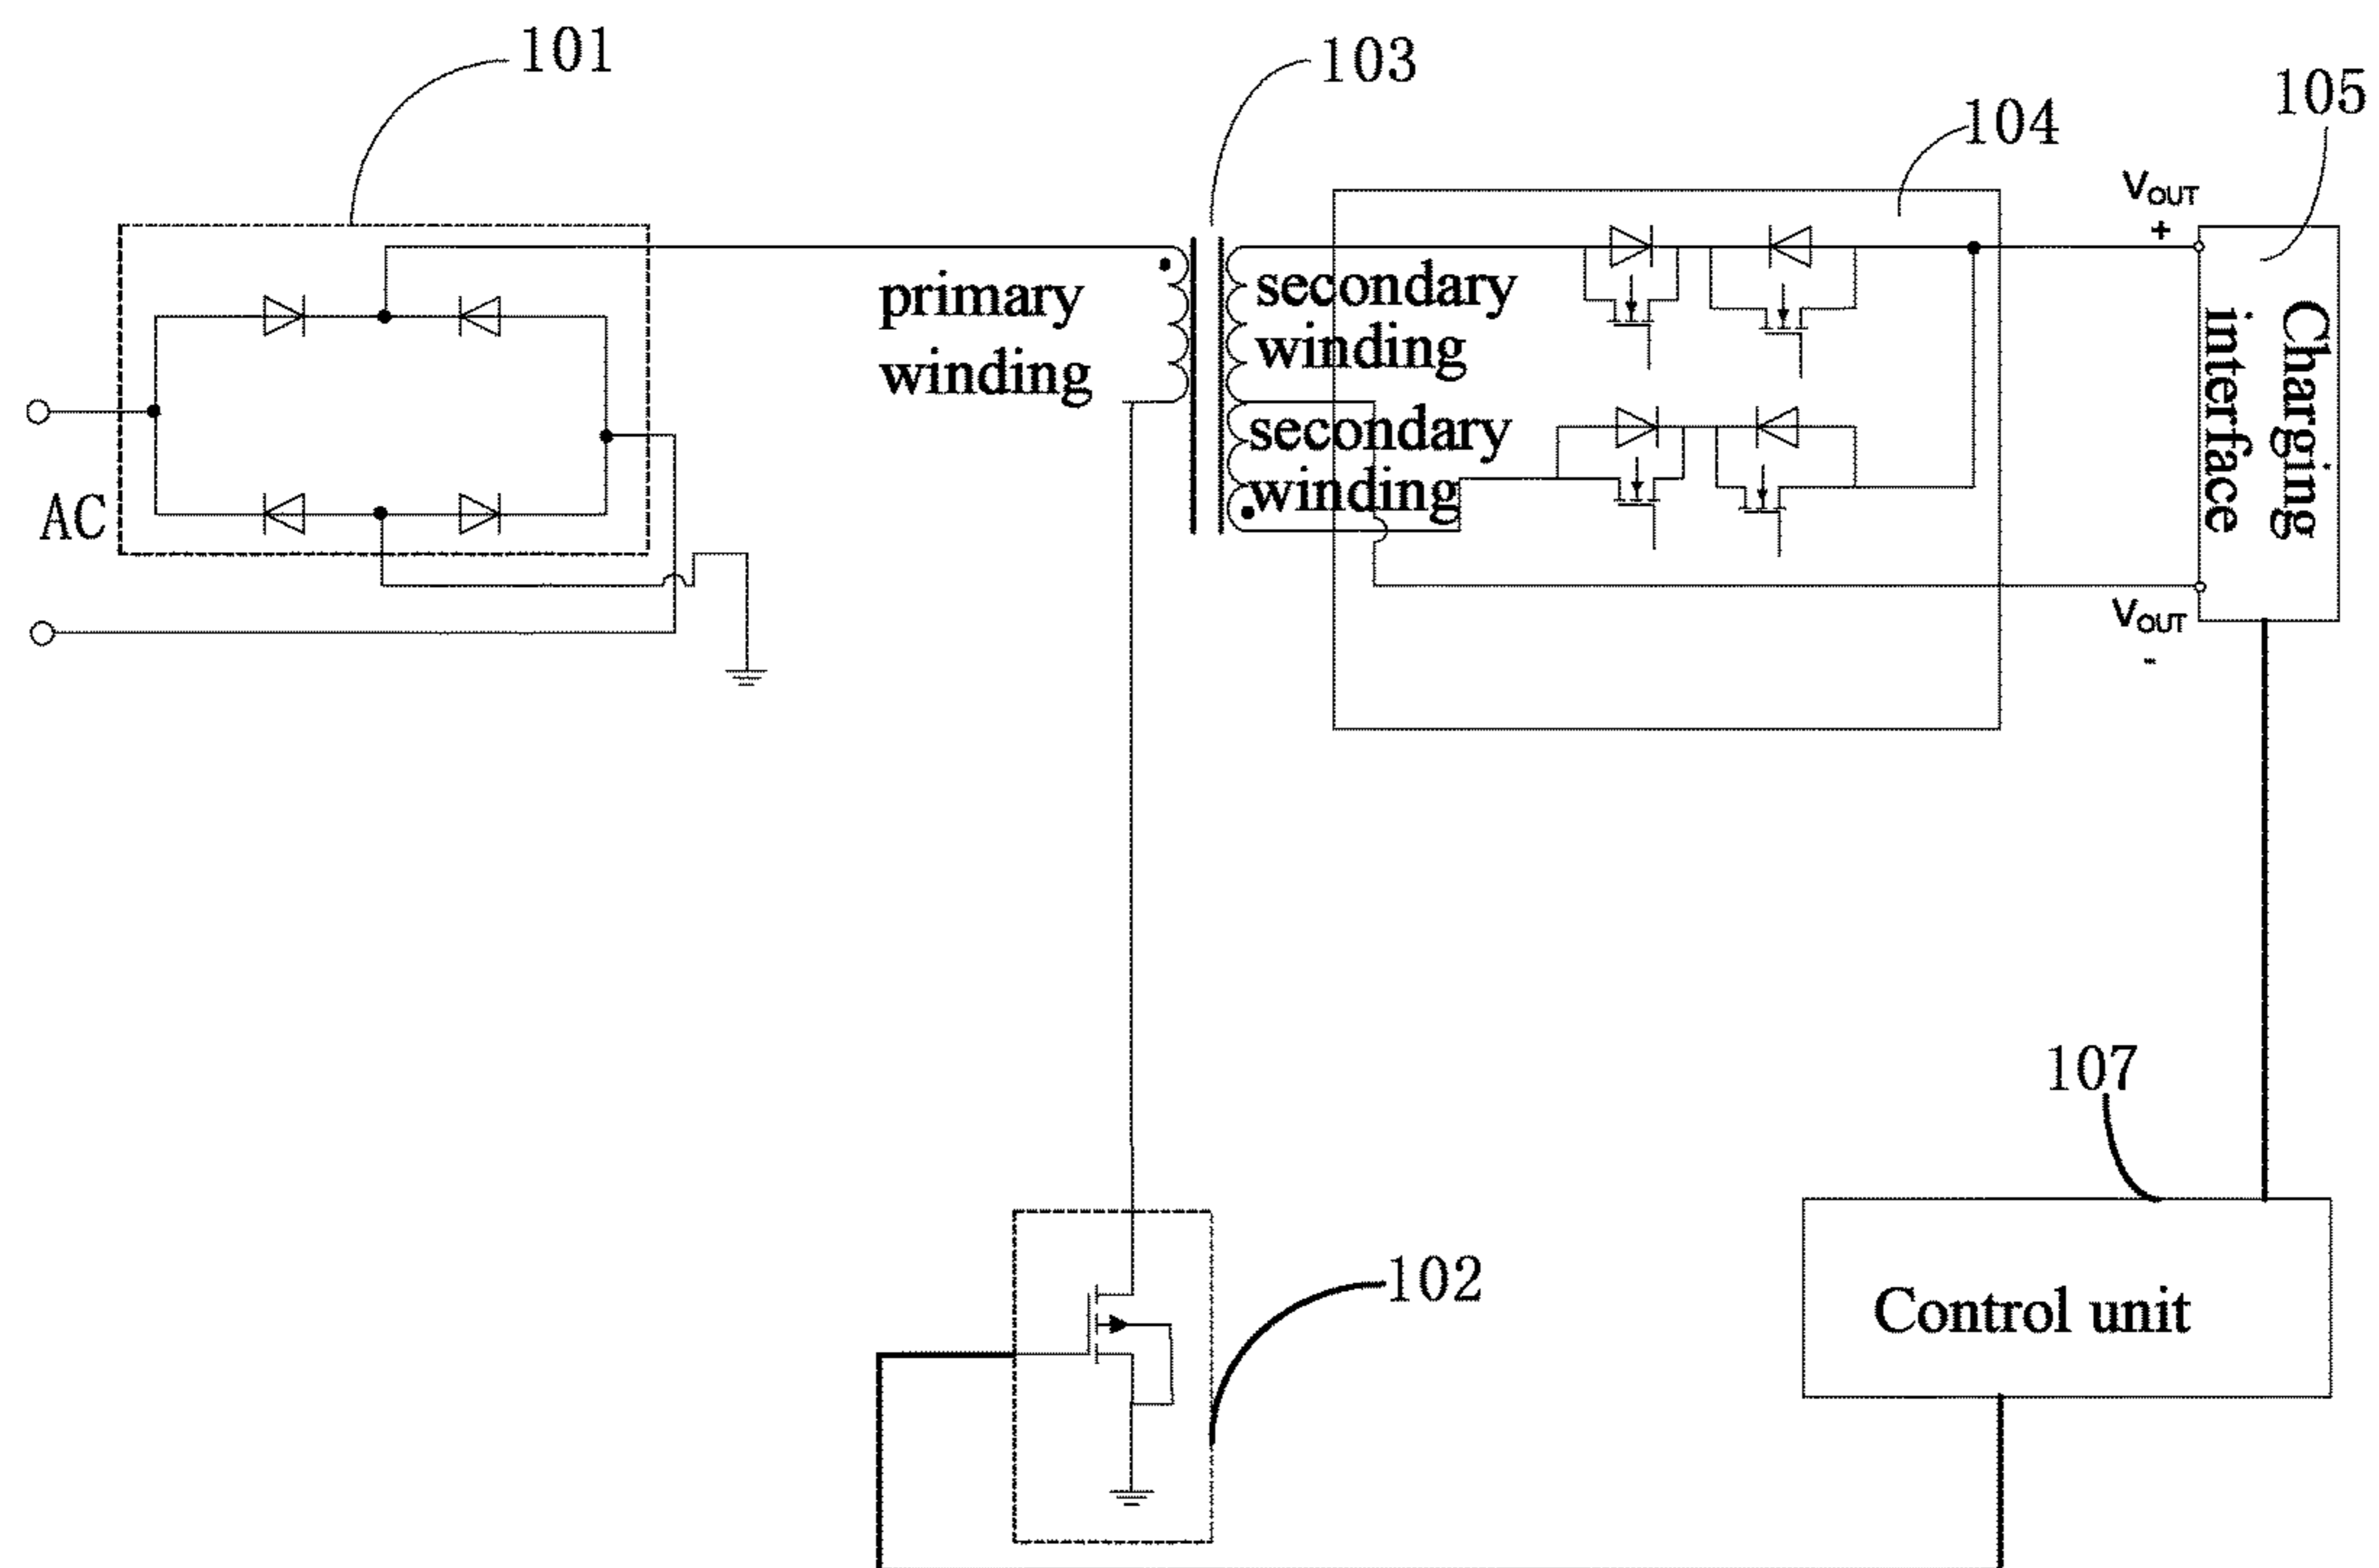 101
103
104
105
VOUT
+
primary
winding
secondary
winding
secondary
winding
Charging
interface
AC
VOUT
-
107
102
Control unit